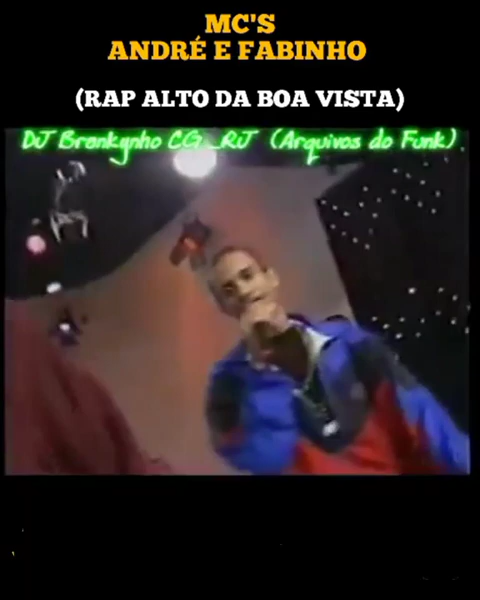 MC'S
ANDRÉ E FABINHO
(RAP ALTO DA BOA VISTA)
DJ Brankynho CG_RJ (Arquivos do Funk)